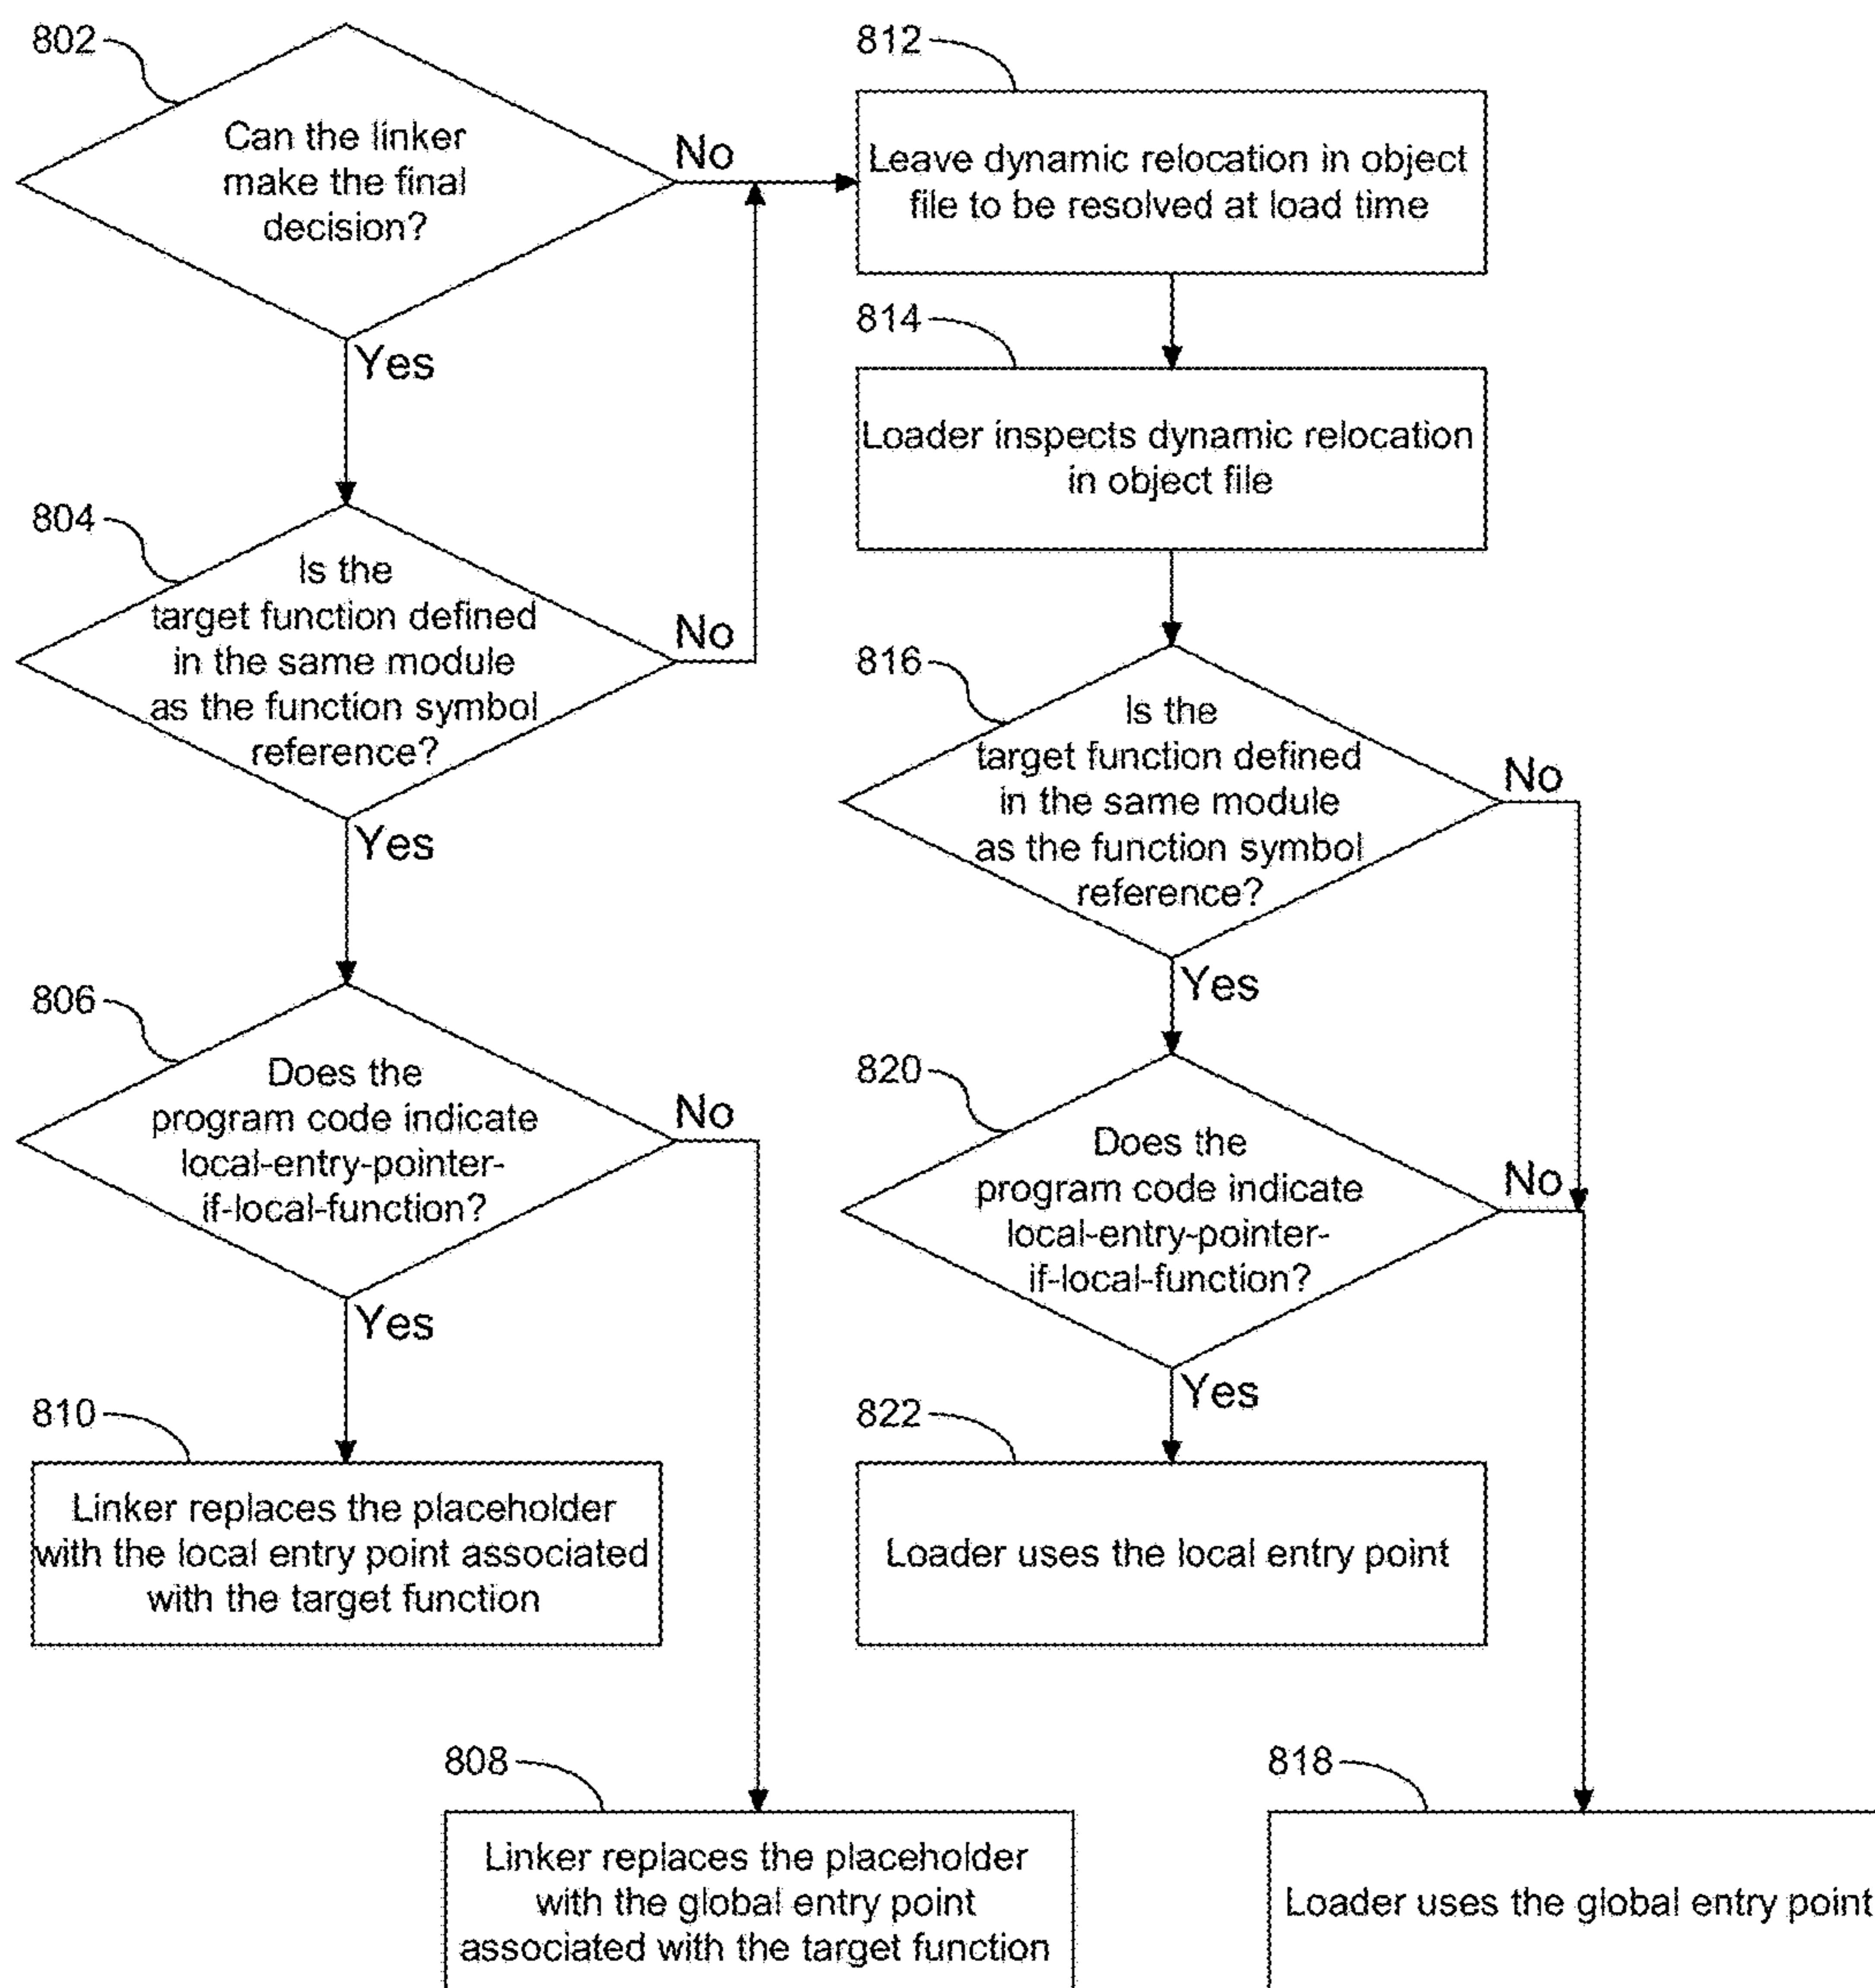 802
Can the linker
make the final
decision?
No
Yes
804
Is the
target function defined
in the same module
as the function symbol
reference?
No
Yes
806
Does the
program code indicate
local-entry-pointer-
if-local-function?
No
Yes
810
Linker replaces the placeholder
with the local entry point associated
with the target function
808
Linker replaces the placeholder
with the global entry point
associated with the target function
812
Leave dynamic relocation in object
file to be resolved at load time
814
Loader inspects dynamic relocation
in object file
816
Is the
target function defined
in the same module
as the function symbol
reference?
No
Yes
820
Does the
program code indicate
local-entry-pointer-
if-local-function?
No
Yes
822
Loader uses the local entry point
818
Loader uses the global entry point